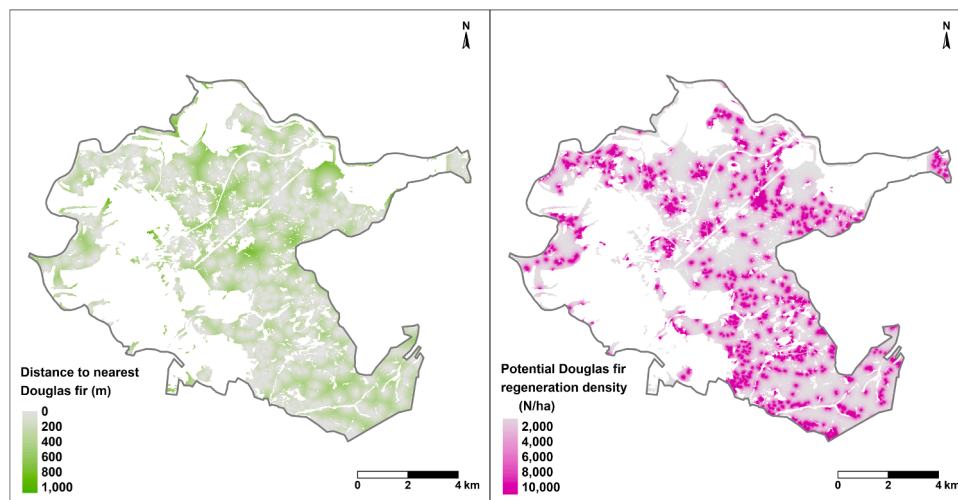 N
Distance to nearest
Douglas fir (m)
0
200
400
600
800
1,000
0 2 4 km
N
Potential Douglas fir
regeneration density
(N/ha)
2,000
4,000
6,000
8,000
10,000
0 2 4 km